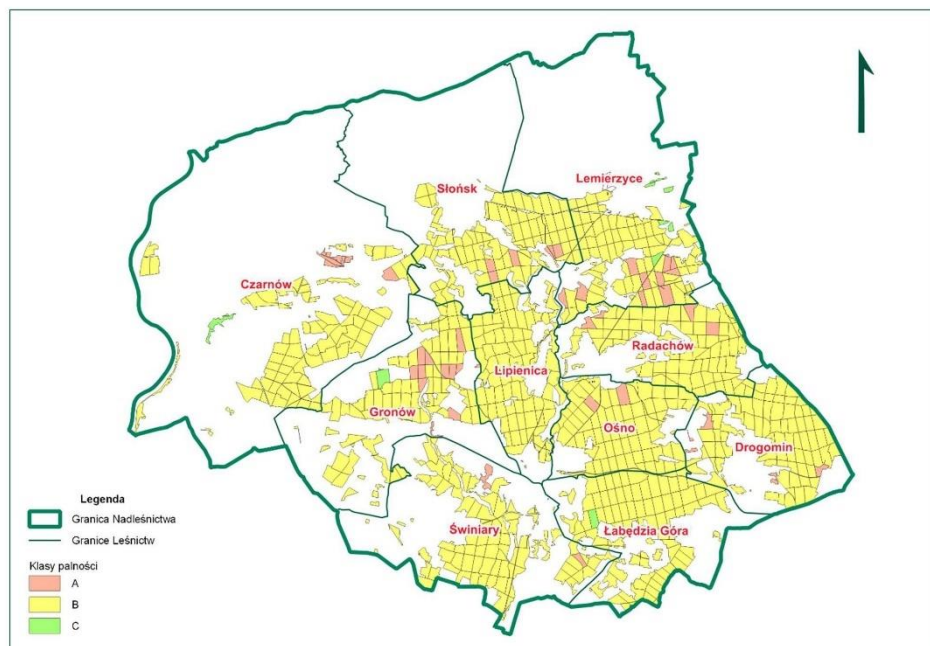 Słońsk
Lemierzyce
Czarnów
Radachów
Lipienica
Gronów
Ośno
Drogomin
Świniary
Łabędzia Góra
Legenda
Granica Nadleśnictwa
Granice Leśnictw
Klasy palności
A
B
C